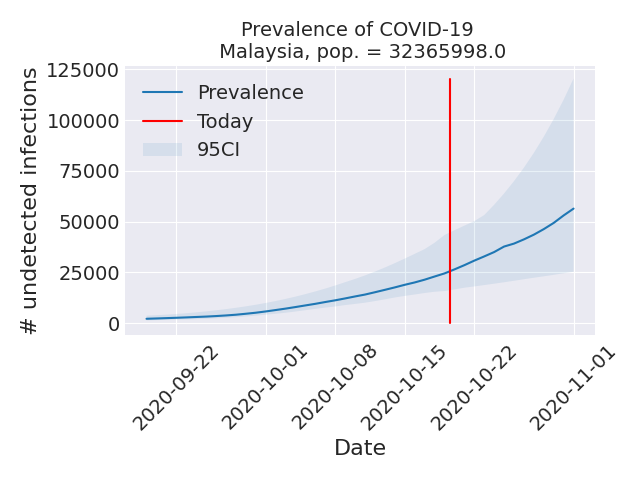 Prevalence of COVID-19
Malaysia, pop. = 32365998.0
125000
100000
75000
50000
25000
0
# undetected infections
Prevalence
Today
95CI
2020-09-22
2020-10-01
2020-10-08
2020-10-15
2020-10-22
2020-11-01
Date